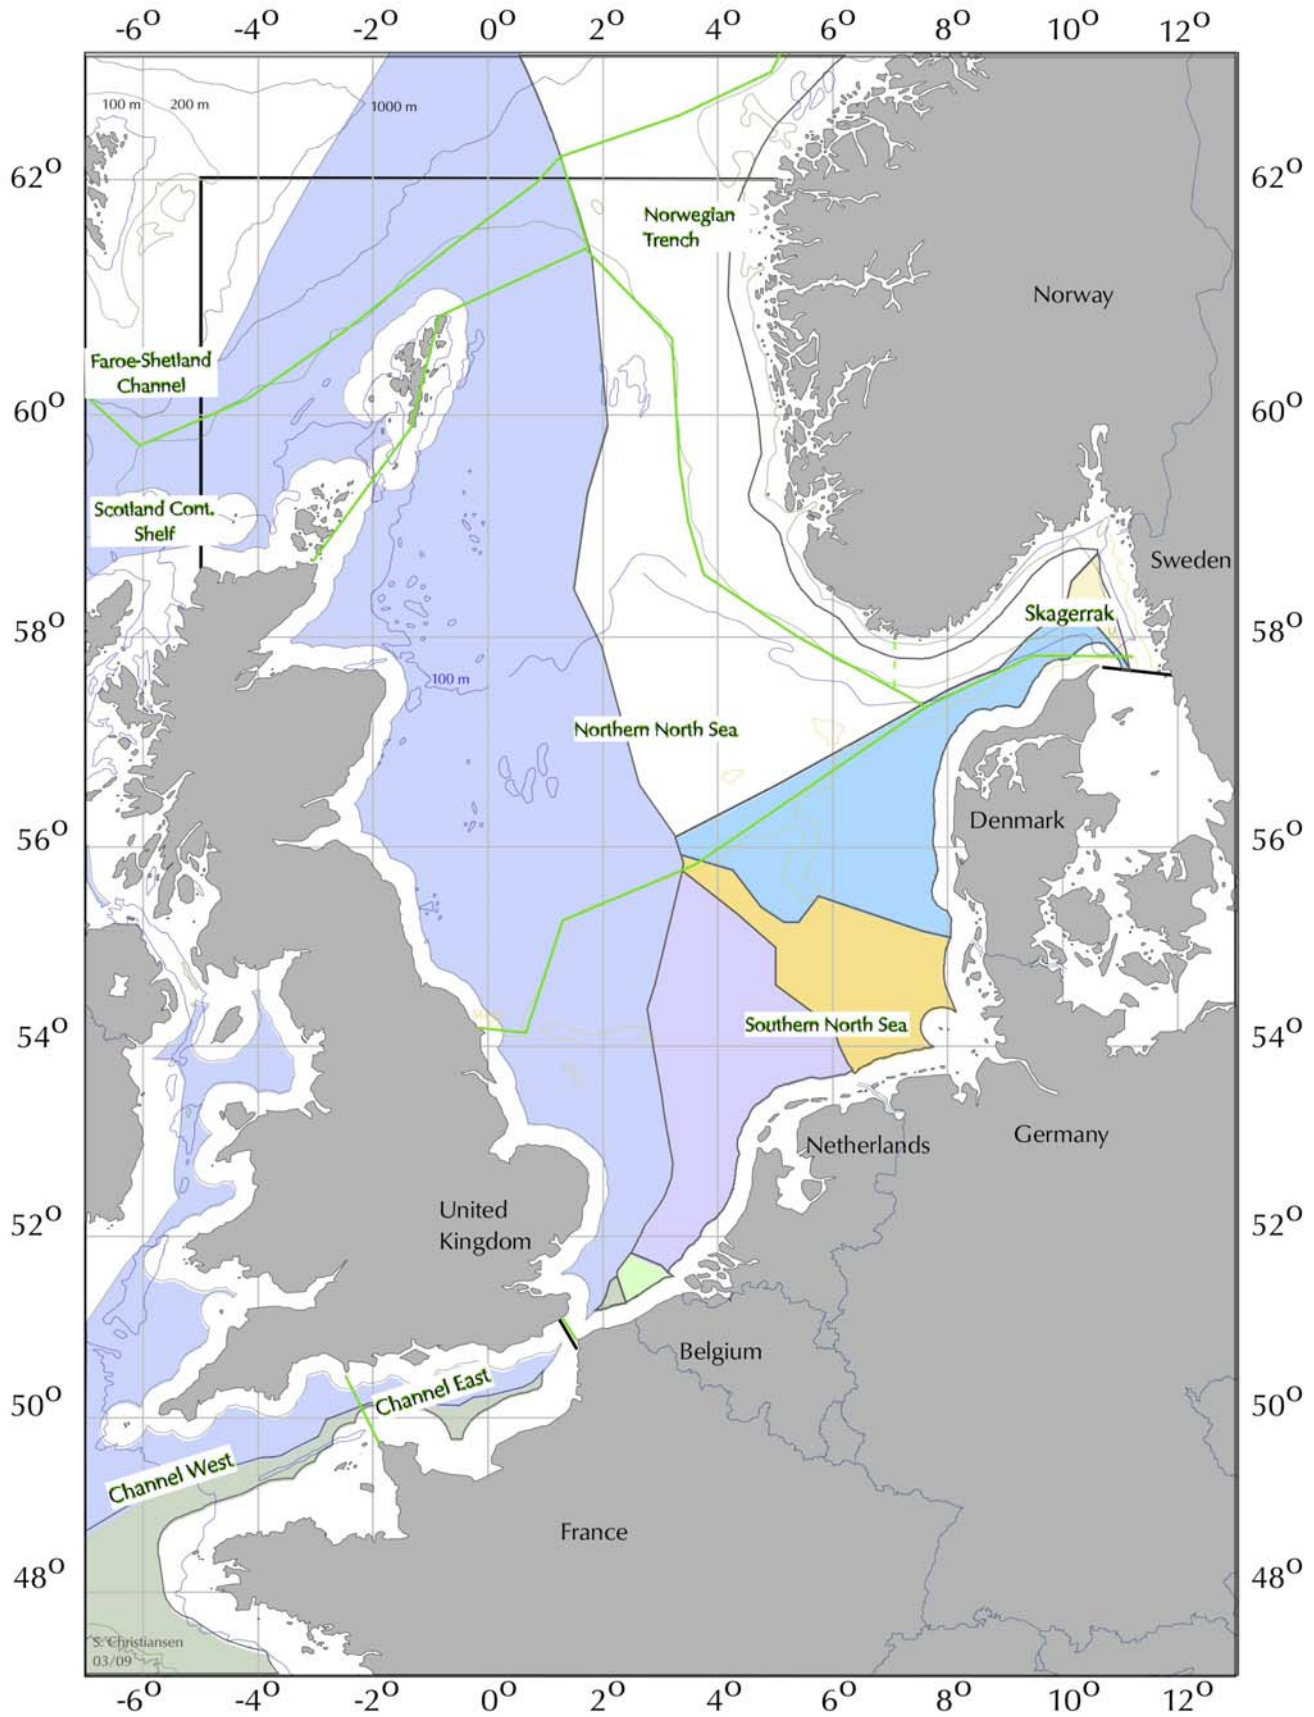 -6° -4° -2° 0° 2° 4° 6° 8° 10° 12°
100 m 200 m 1000 m
62° 62°
Norwegian
Trench
Norway
Faroe-Shetland
Channel
60° 60°
Scotland Cont.
Shelf
Sweden
Skagerrak
58° 58°
100 m
Northern North Sea
Denmark
56° 56°
Southern North Sea
54° 54°
Germany
Netherlands
United
Kingdom
52° 52°
Belgium
Channel East
50° 50°
Channel West
France
48° 48°
S. Christiansen
03/09
-6° -4° -2° 0° 2° 4° 6° 8° 10° 12°